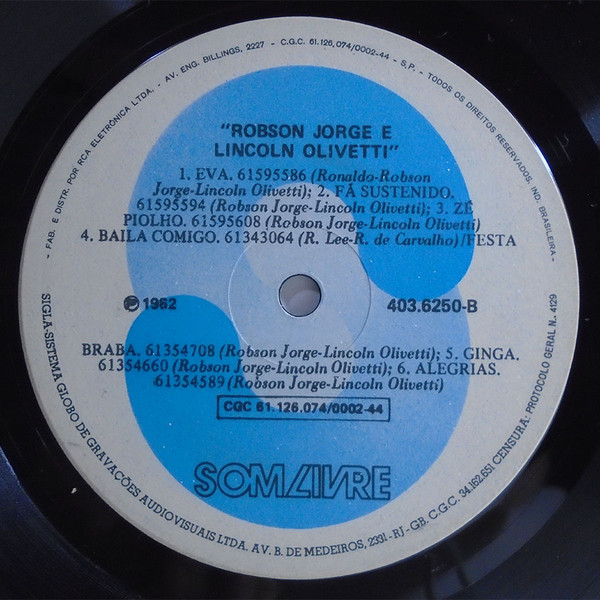 · FAB. E DISTR. POR RCA ELETRÔNICA LTDA. · AV. ENG. BILLINGS, 2227 - C.G.C. 61.126.074/0002-44 - S.P. - TODOS OS DIREITOS RESERVADOS. IND. BRASILEIRA ·
"ROBSON JORGE E
LINCOLN OLIVETTI"
1. EVA. 61595586 (Ronaldo-Robson
Jorge-Lincoln Olivetti); 2. FÁ SUSTENIDO.
61595594 (Robson Jorge-Lincoln Olivetti); 3. ZÉ
PIOLHO. 61595608 (Robson Jorge-Lincoln Olivetti)
4. BAILA COMIGO. 61343064 (R. Lee-R. de Carvalho)/FESTA
Ⓟ 1982
403.6250-B
BRABA. 61354708 (Robson Jorge-Lincoln Olivetti); 5. GINGA.
61354660 (Robson Jorge-Lincoln Olivetti); 6. ALEGRIAS.
61354589 (Robson Jorge-Lincoln Olivetti)
CGC 61.126.074/0002-44
SOMLIVRE
SIGLA-SISTEMA GLOBO DE GRAVAÇÕES AUDIOVISUAIS LTDA. AV. B. DE MEDEIROS, 2331-RJ-GB. C.G.C. 34.162.651 CENSURA: PROTOCOLO GERAL N. 4129